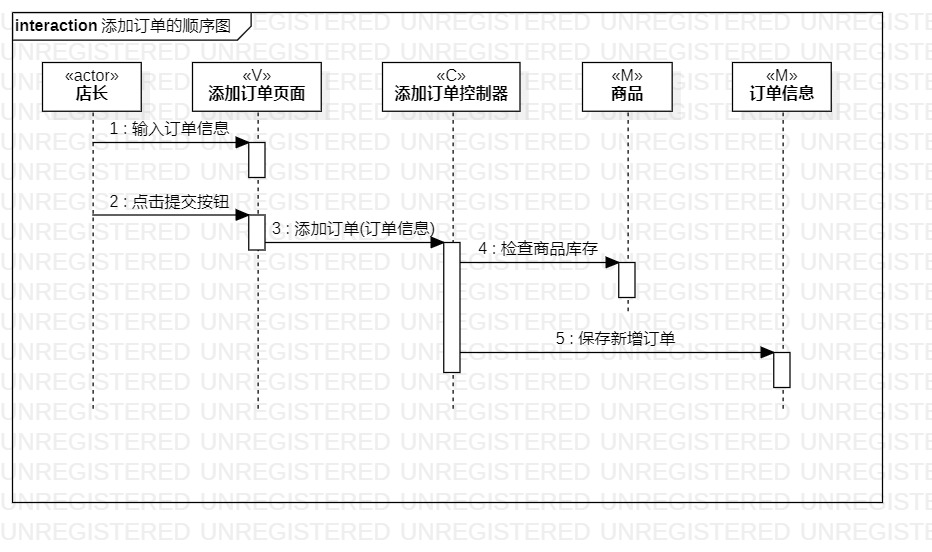 interaction 添加订单的顺序图
«actor»
店长
«V»
添加订单页面
«C»
添加订单控制器
«M»
商品
«M»
订单信息
1 : 输入订单信息
2 : 点击提交按钮
3 : 添加订单(订单信息)
4 : 检查商品库存
5 : 保存新增订单
UNREGISTERED UNREGISTERED UNREGISTERED UNREGISTERED